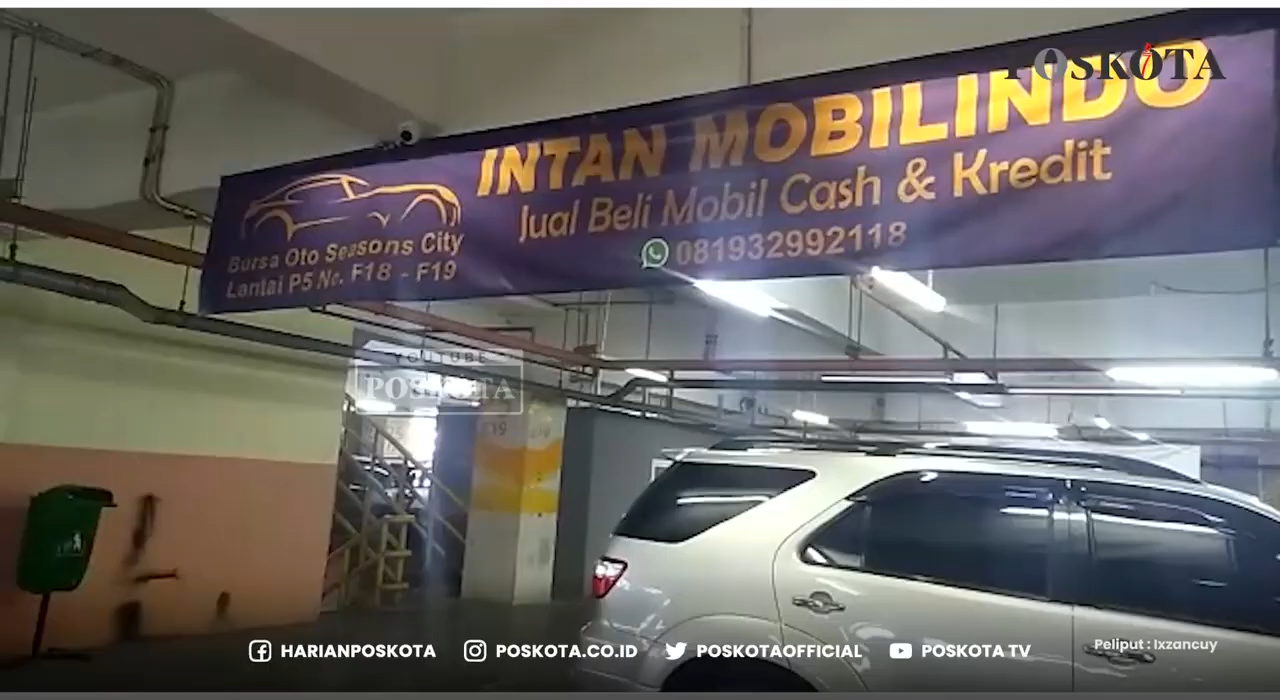 POSKOTA
INTAN MOBILINDO
Jual Beli Mobil Cash & Kredit
081932992118
Bursa Oto Seasons City
Lantai P5 No. F18 - F19
YOUTUBE
POSKOTA
F19
HARIANPOSKOTA
POSKOTA.CO.ID
POSKOTAOFFICIAL
POSKOTA TV
Peliput : Ixzancuy